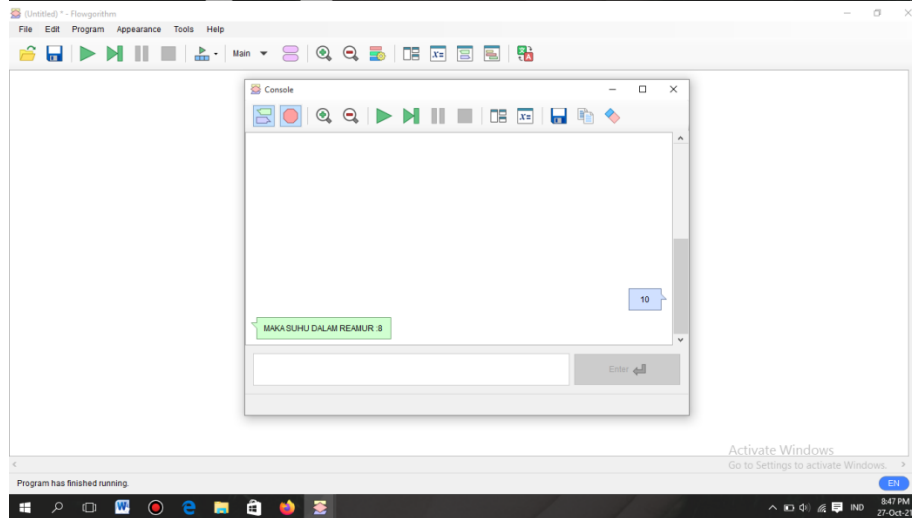 (Untitled) * - Flowgorithm
File Edit Program Appearance Tools Help
Main
Console
10
MAKA SUHU DALAM REAMUR :8
Enter
Activate Windows
Go to Settings to activate Windows.
Program has finished running.
EN
IND
8:47 PM
27-Oct-21